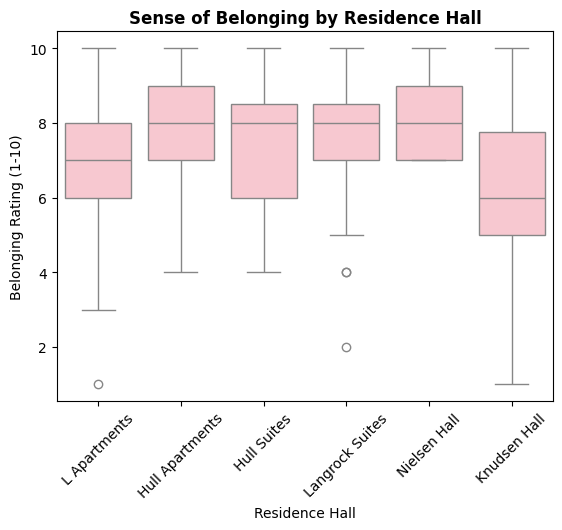 Sense of Belonging by Residence Hall
Belonging Rating (1-10)
10
8
6
4
2
L Apartments
Hull Apartments
Hull Suites
Langrock Suites
Nielsen Hall
Knudsen Hall
Residence Hall